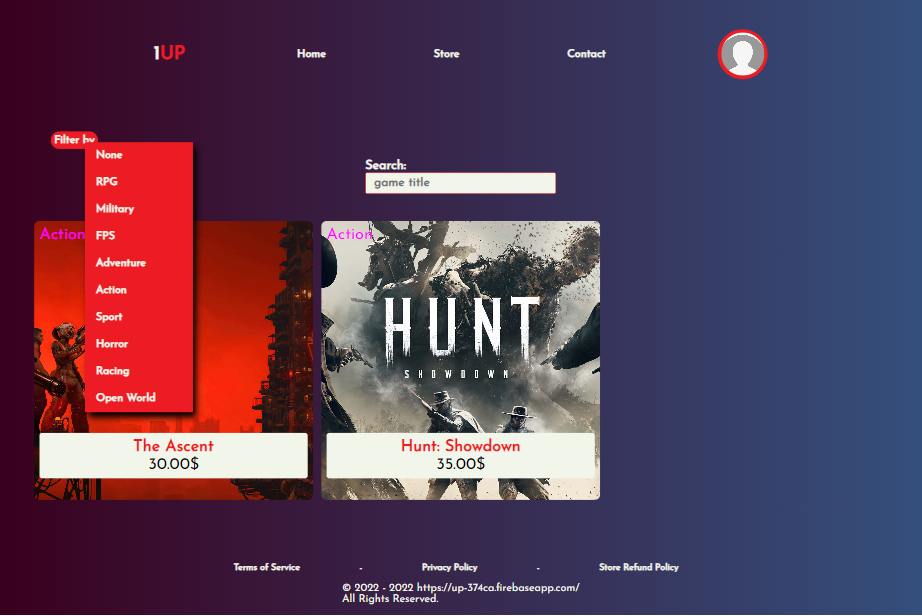 1UP
Home
Store
Contact
Filter by
None
RPG
Military
FPS
Adventure
Action
Sport
Horror
Racing
Open World
Search:
game title
Action
The Ascent
30.00$
Action
HUNT
SHOWDOWN
Hunt: Showdown
35.00$
Terms of Service
-
Privacy Policy
-
Store Refund Policy
© 2022 - 2022 https://up-374ca.firebaseapp.com/
All Rights Reserved.